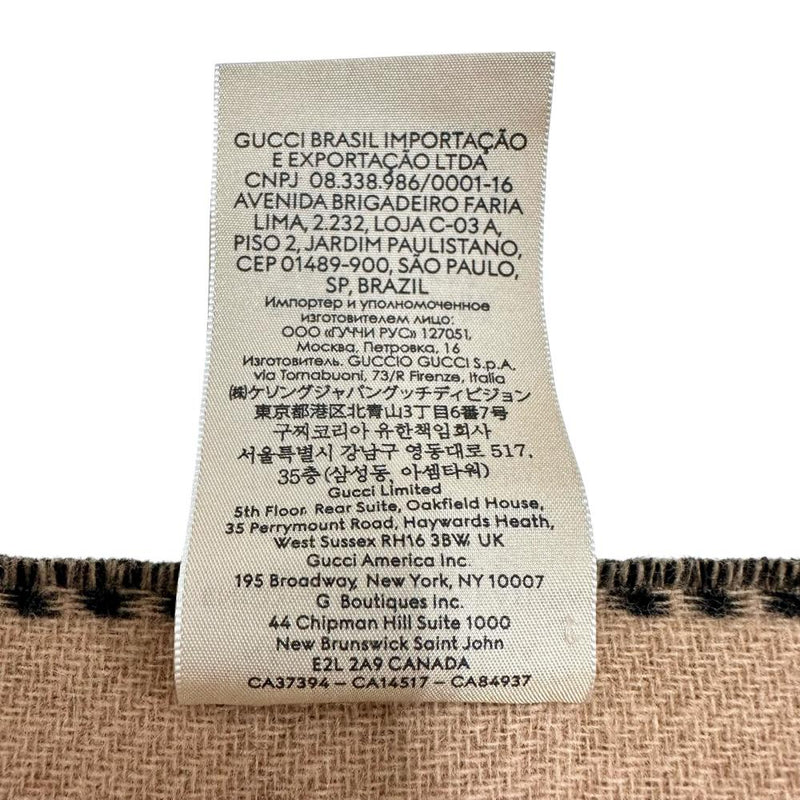 GUCCI BRASIL IMPORTAÇÃO
E EXPORTAÇÃO LTDA
CNPJ 08.338.986/0001-16
AVENIDA BRIGADEIRO FARIA
LIMA, 2.232, LOJA C-03 A,
PISO 2, JARDIM PAULISTANO,
CEP 01489-900, SÃO PAULO,
SP, BRAZIL
Импортер и уполномоченное
изготовителем лицо:
ООО «ГУЧЧИ РУС» 127051,
Москва, Петровка, 16
Изготовитель. GUCCIO GUCCI S.p.A.
via Tornabuoni, 73/R Firenze, Italia
㈱ケリングジャパングッチディビジョン
東京都港区北青山3丁目6番7号
구찌코리아 유한책임회사
서울특별시 강남구 영동대로 517,
35층(삼성동, 아셈타워)
Gucci Limited
5th Floor, Rear Suite, Oakfield House,
35 Perrymount Road, Haywards Heath,
West Sussex RH16 3BW UK
Gucci America Inc.
195 Broadway, New York, NY 10007
G Boutiques Inc.
44 Chipman Hill Suite 1000
New Brunswick Saint John
E2L 2A9 CANADA
CA37394 – CA14517 – CA84937